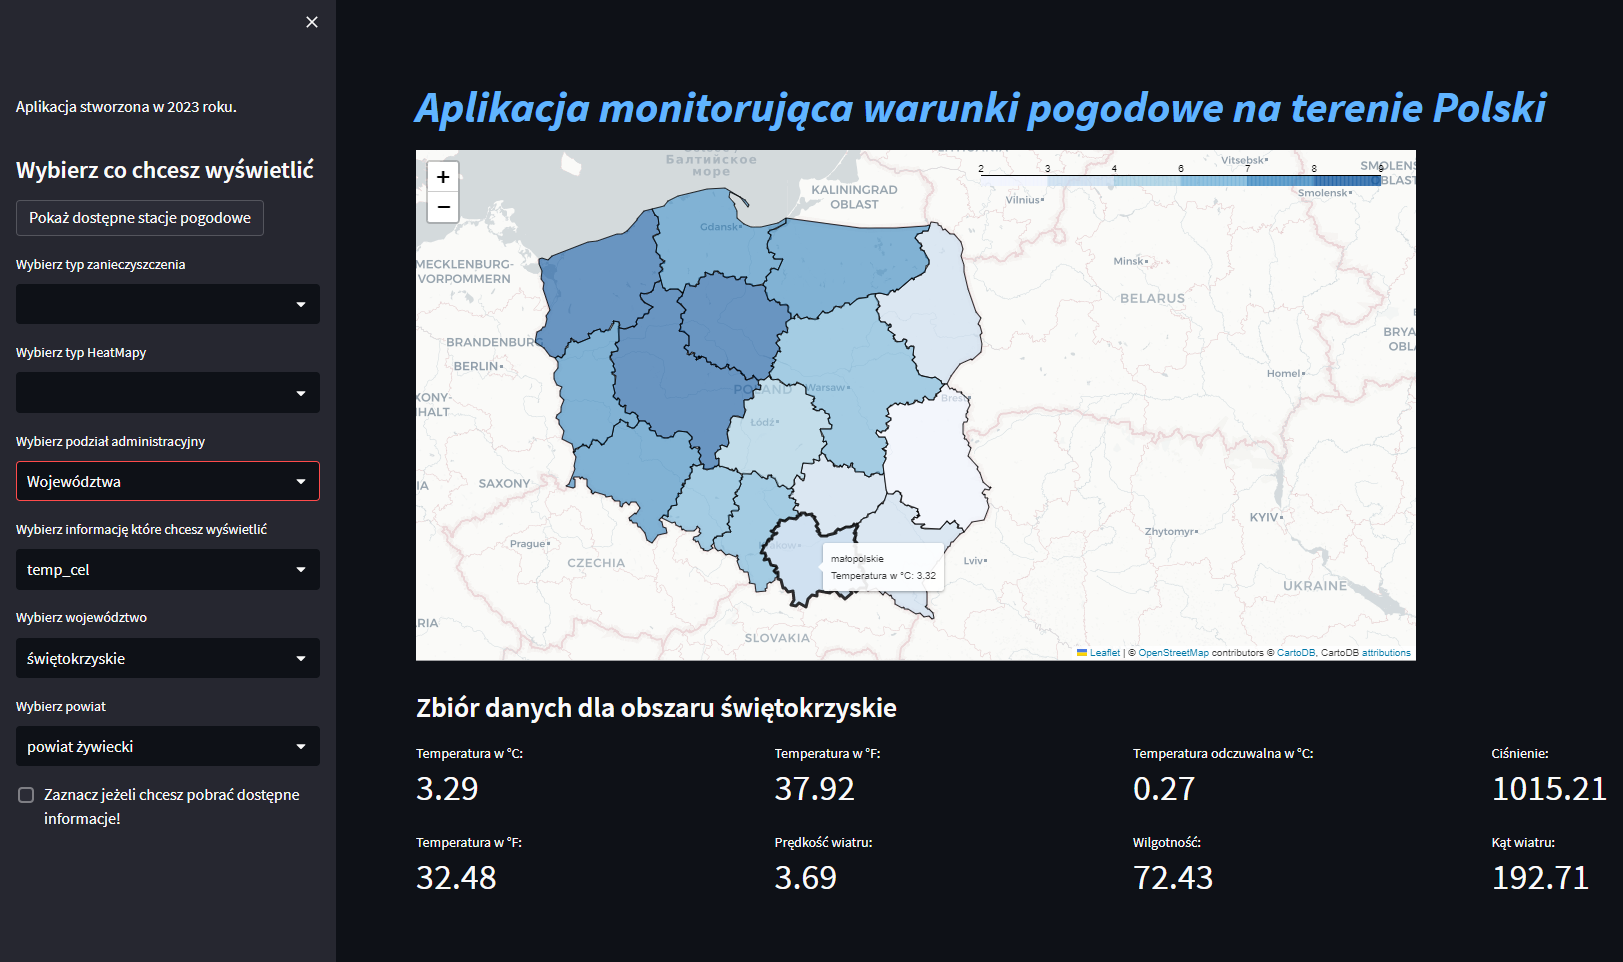 Aplikacja stworzona w 2023 roku.
Wybierz co chcesz wyświetlić
Pokaż dostępne stacje pogodowe
Wybierz typ zanieczyszczenia
Wybierz typ HeatMapy
Wybierz podział administracyjny
Województwa
Wybierz informację które chcesz wyświetlić
temp_cel
Wybierz województwo
świętokrzyskie
Wybierz powiat
powiat żywiecki
Zaznacz jeżeli chcesz pobrać dostępne
informacje!
Aplikacja monitorująca warunki pogodowe na terenie Polski
+
−
Балтийское
море
KALININGRAD
OBLAST
2 3 4 6 7 8 9
Vitsebsk
Smolensk
Vilnius
Gdansk
MECKLENBURG-
VORPOMMERN
Minsk
BELARUS
BRANDENBURG
BERLIN
POLAND
Warsaw
Homel
Brest
Łódź
SAXONY
KYIV
Zhytomyr
Prague
CZECHIA
małopolskie
Temperatura w °C: 3.32
Lviv
UKRAINE
SLOVAKIA
Leaflet | © OpenStreetMap contributors © CartoDB, CartoDB attributions
Zbiór danych dla obszaru świętokrzyskie
Temperatura w °C: Temperatura w °F: Temperatura odczuwalna w °C: Ciśnienie:
3.29 37.92 0.27 1015.21
Temperatura w °F: Prędkość wiatru: Wilgotność: Kąt wiatru:
32.48 3.69 72.43 192.71